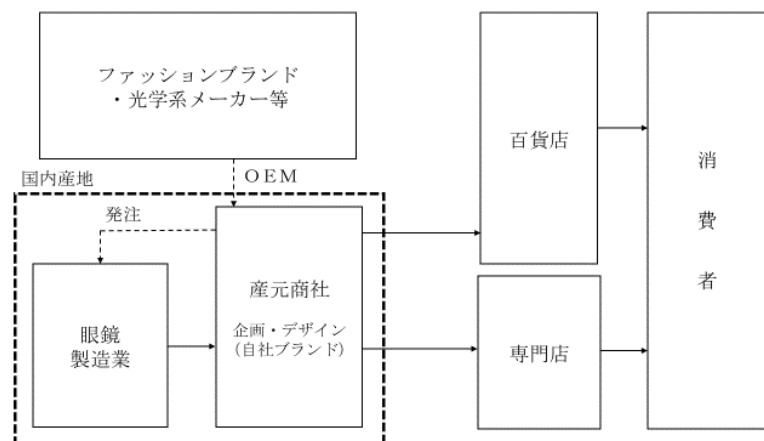 ファッションブランド
・光学系メーカー等
国内産地
OEM
発注
眼鏡
製造業
産元商社
企画・デザイン
(自社ブランド)
百貨店
専門店
消
費
者